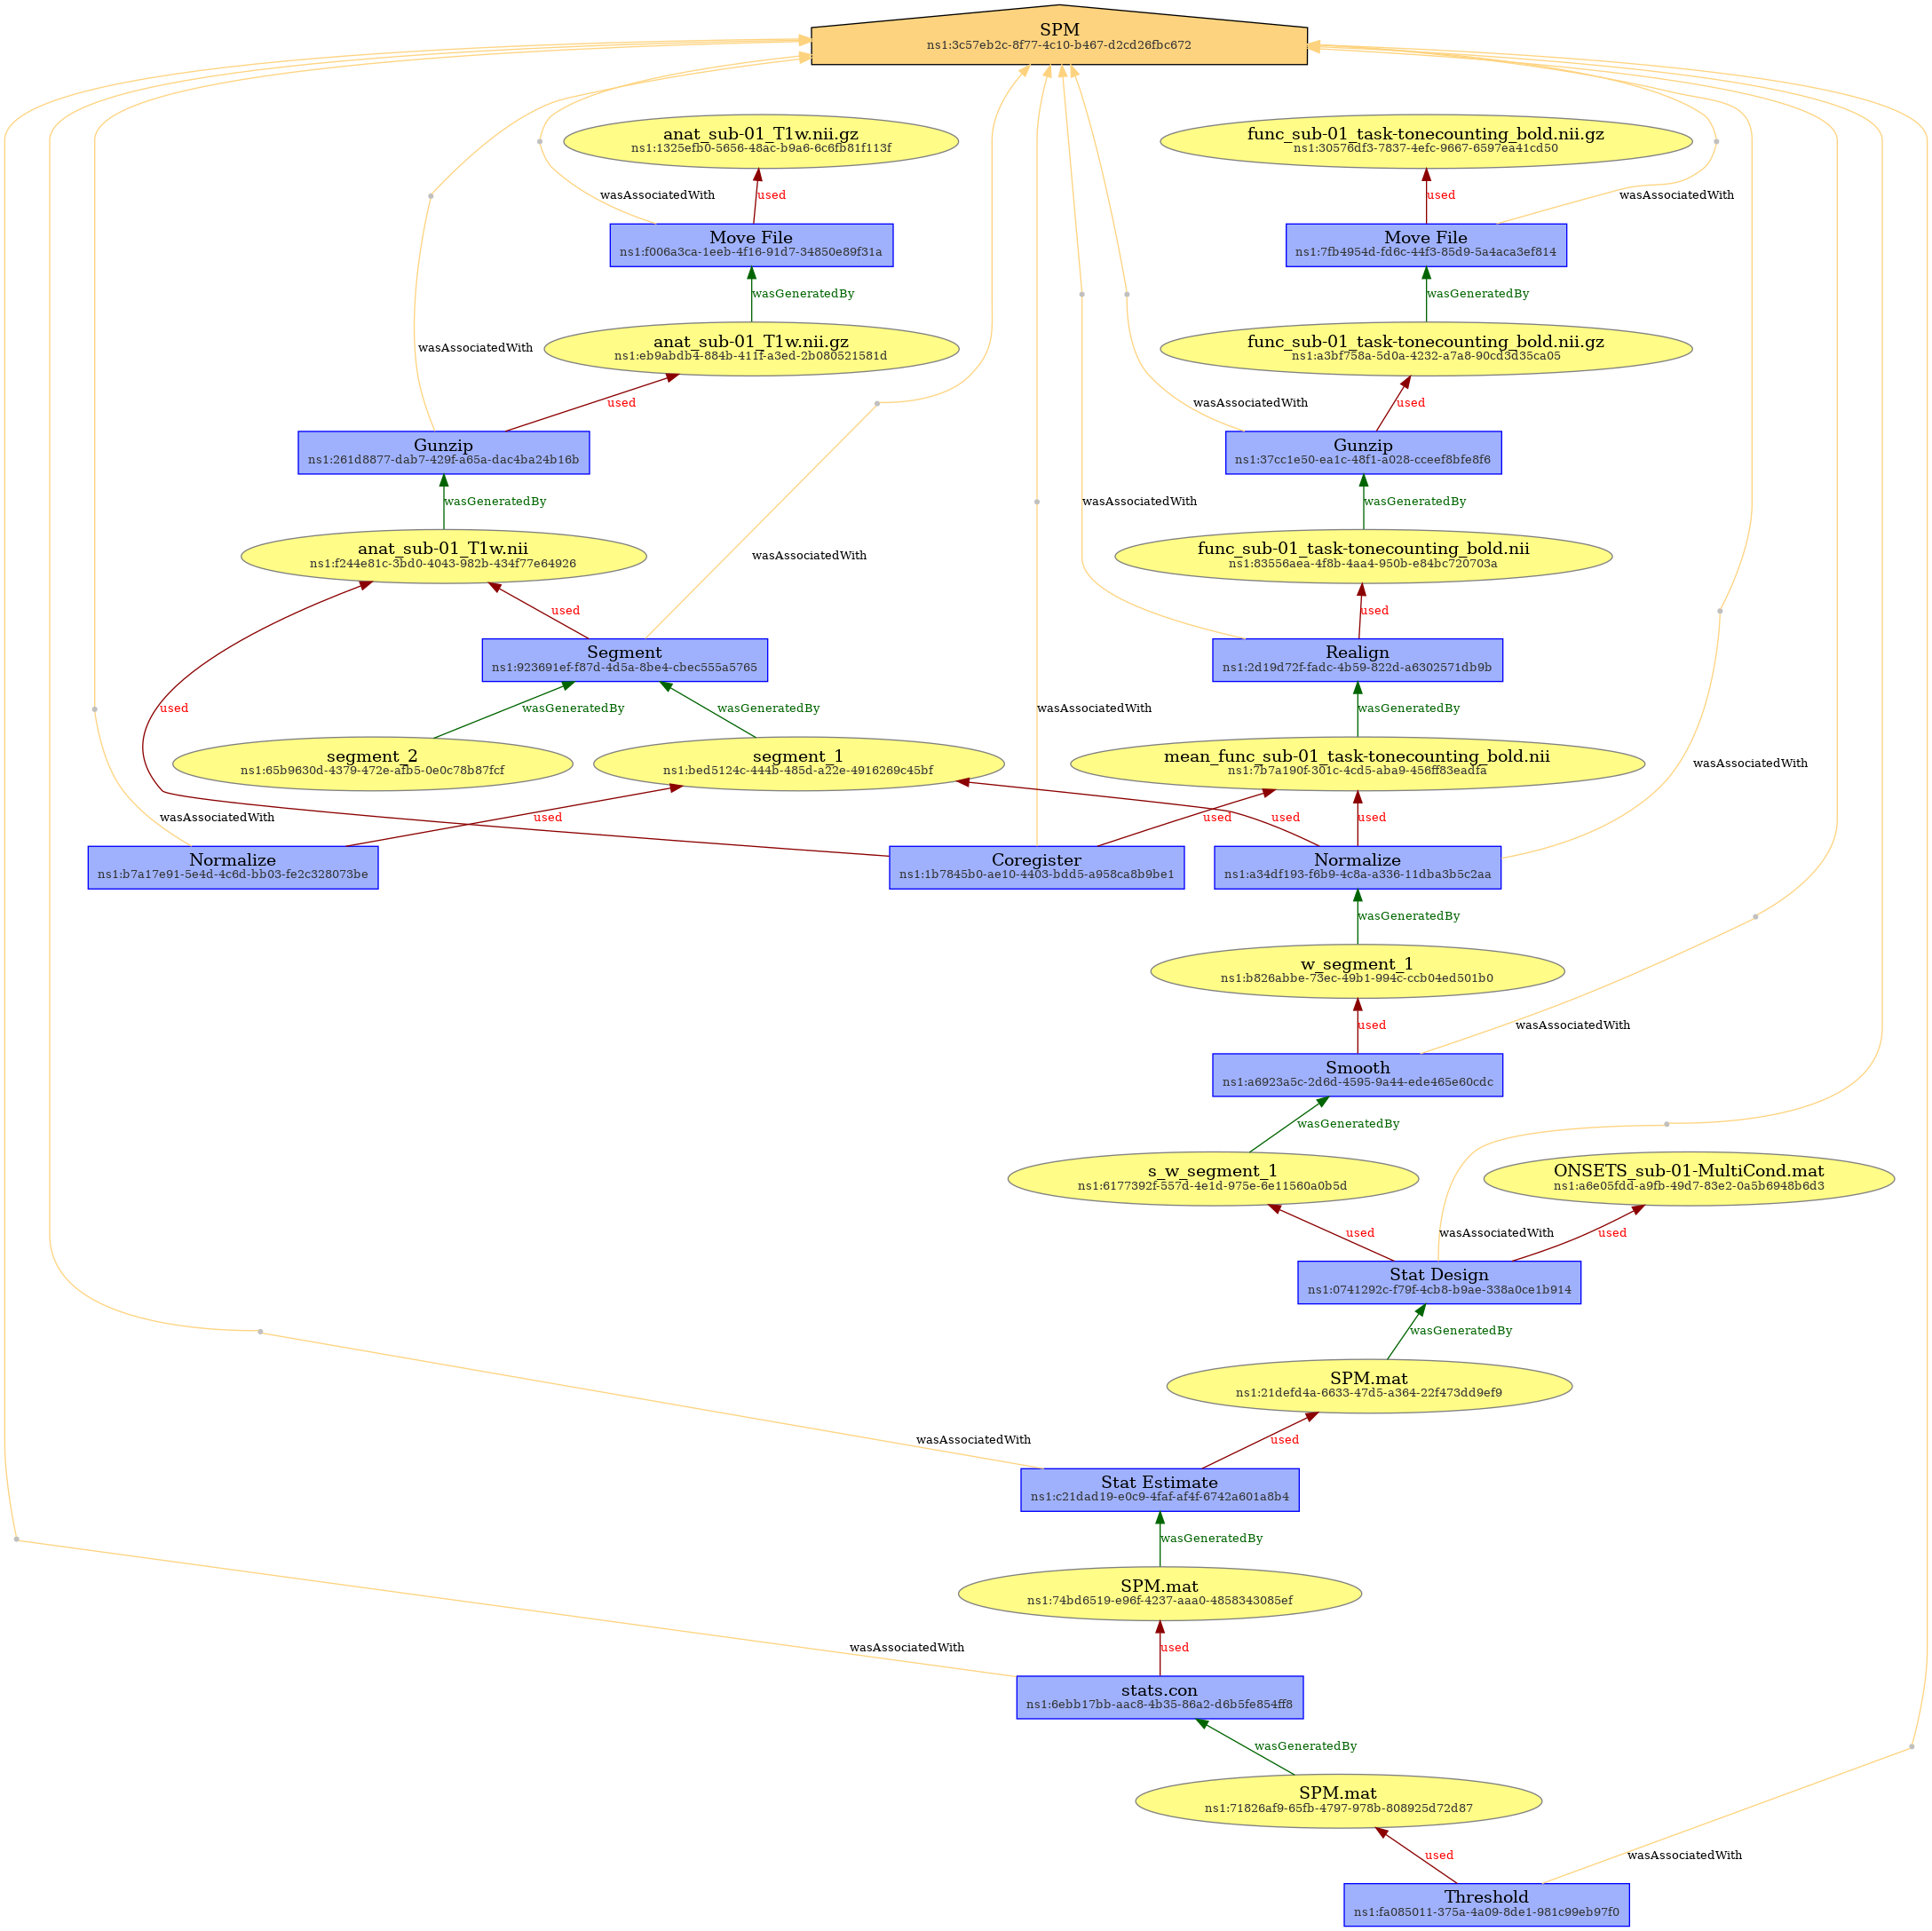 SPM
ns1:3c57eb2c-8f77-4c10-b467-d2cd26fbc672
anat_sub-01_T1w.nii.gz
ns1:1325efb0-5656-48ac-b9a6-6c6fb81f113f
func_sub-01_task-tonecounting_bold.nii.gz
ns1:30576df3-7837-4efc-9667-6597ea41cd50
wasAssociatedWith
used
used
wasAssociatedWith
Move File
ns1:f006a3ca-1eeb-4f16-91d7-34850e89f31a
Move File
ns1:7fb4954d-fd6c-44f3-85d9-5a4aca3ef814
wasGeneratedBy
wasGeneratedBy
anat_sub-01_T1w.nii.gz
ns1:eb9abdb4-884b-411f-a3ed-2b080521581d
func_sub-01_task-tonecounting_bold.nii.gz
ns1:a3bf758a-5d0a-4232-a7a8-90cd3d35ca05
wasAssociatedWith
used
wasAssociatedWith
used
Gunzip
ns1:261d8877-dab7-429f-a65a-dac4ba24b16b
Gunzip
ns1:37cc1e50-ea1c-48f1-a028-cceef8bfe8f6
wasGeneratedBy
wasAssociatedWith
wasGeneratedBy
anat_sub-01_T1w.nii
ns1:f244e81c-3bd0-4043-982b-434f77e64926
wasAssociatedWith
func_sub-01_task-tonecounting_bold.nii
ns1:83556aea-4f8b-4aa4-950b-e84bc720703a
used
used
Segment
ns1:923691ef-f87d-4d5a-8be4-cbec555a5765
Realign
ns1:2d19d72f-fadc-4b59-822d-a6302571db9b
used
wasGeneratedBy
wasGeneratedBy
wasAssociatedWith
wasGeneratedBy
segment_2
ns1:65b9630d-4379-472e-afb5-0e0c78b87fcf
segment_1
ns1:bed5124c-444b-485d-a22e-4916269c45bf
mean_func_sub-01_task-tonecounting_bold.nii
ns1:7b7a190f-301c-4cd5-aba9-456ff83eadfa
wasAssociatedWith
wasAssociatedWith
used
used
used
used
Normalize
ns1:b7a17e91-5e4d-4c6d-bb03-fe2c328073be
Coregister
ns1:1b7845b0-ae10-4403-bdd5-a958ca8b9be1
Normalize
ns1:a34df193-f6b9-4c8a-a336-11dba3b5c2aa
wasGeneratedBy
w_segment_1
ns1:b826abbe-73ec-49b1-994c-ccb04ed501b0
used
wasAssociatedWith
Smooth
ns1:a6923a5c-2d6d-4595-9a44-ede465e60cdc
wasGeneratedBy
s_w_segment_1
ns1:6177392f-557d-4e1d-975e-6e11560a0b5d
ONSETS_sub-01-MultiCond.mat
ns1:a6e05fdd-a9fb-49d7-83e2-0a5b6948b6d3
used
wasAssociatedWith
used
Stat Design
ns1:0741292c-f79f-4cb8-b9ae-338a0ce1b914
wasGeneratedBy
SPM.mat
ns1:21defd4a-6633-47d5-a364-22f473dd9ef9
wasAssociatedWith
used
Stat Estimate
ns1:c21dad19-e0c9-4faf-af4f-6742a601a8b4
wasGeneratedBy
SPM.mat
ns1:74bd6519-e96f-4237-aaa0-4858343085ef
wasAssociatedWith
used
stats.con
ns1:6ebb17bb-aac8-4b35-86a2-d6b5fe854ff8
wasGeneratedBy
SPM.mat
ns1:71826af9-65fb-4797-978b-808925d72d87
used
wasAssociatedWith
Threshold
ns1:fa085011-375a-4a09-8de1-981c99eb97f0